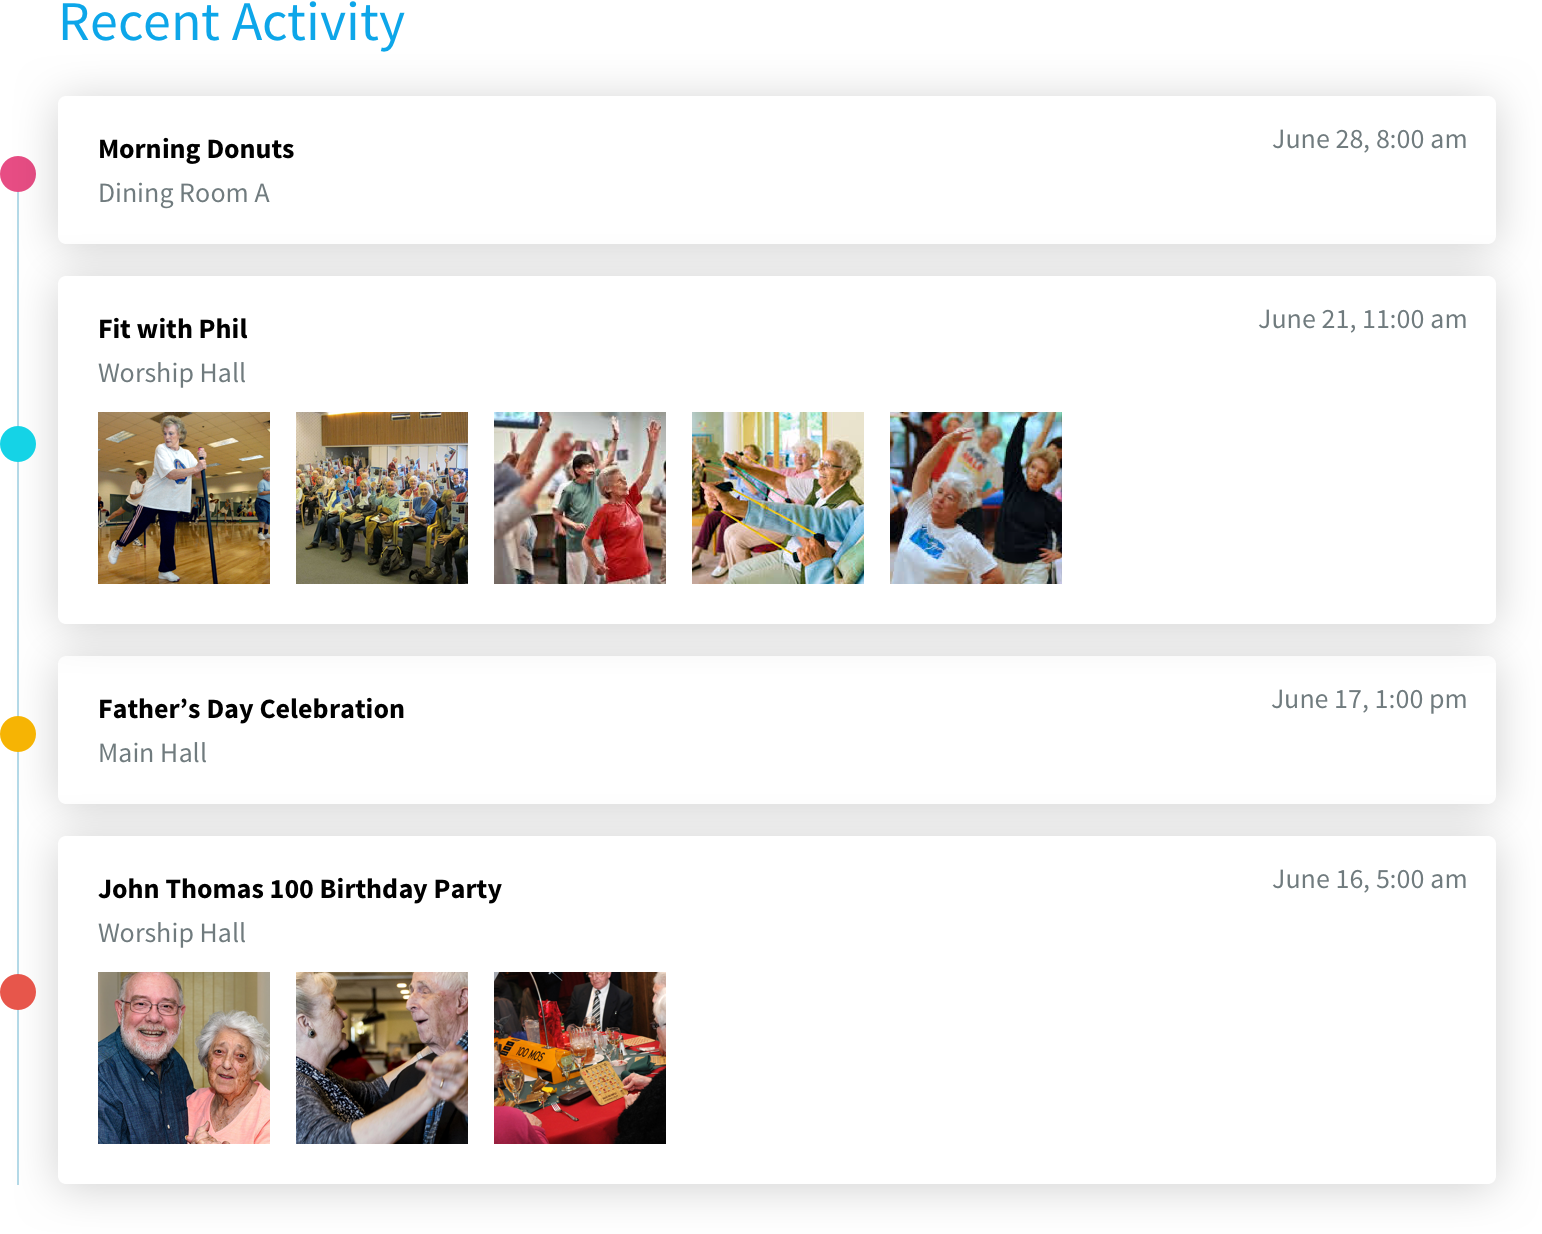 Recent Activity
Morning Donuts
June 28, 8:00 am
Dining Room A
Fit with Phil
June 21, 11:00 am
Worship Hall
Father’s Day Celebration
June 17, 1:00 pm
Main Hall
John Thomas 100 Birthday Party
June 16, 5:00 am
Worship Hall
100 MOS